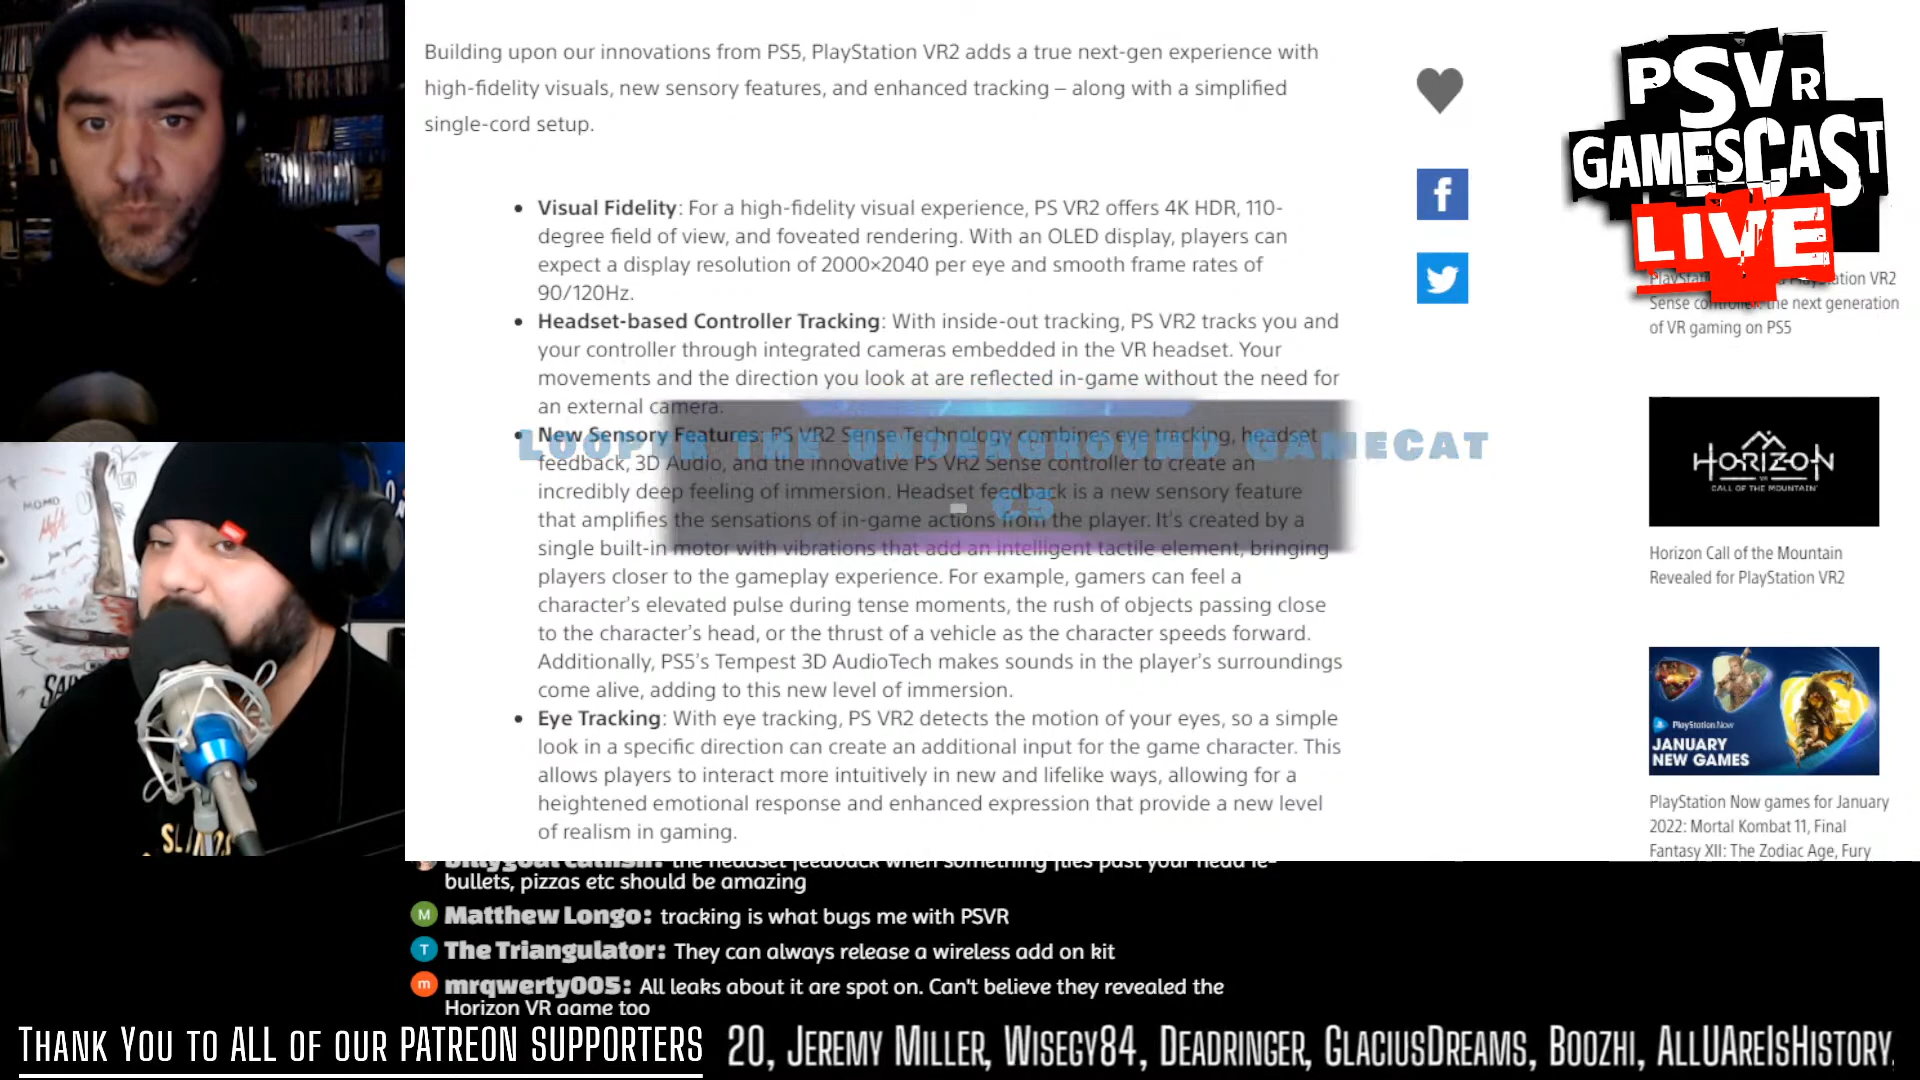 Building upon our innovations from PS5, PlayStation VR2 adds a true next-gen experience with
high-fidelity visuals, new sensory features, and enhanced tracking – along with a simplified
single-cord setup.
• Visual Fidelity: For a high-fidelity visual experience, PS VR2 offers 4K HDR, 110-
degree field of view, and foveated rendering. With an OLED display, players can
expect a display resolution of 2000×2040 per eye and smooth frame rates of
90/120Hz.
• Headset-based Controller Tracking: With inside-out tracking, PS VR2 tracks you and
your controller through integrated cameras embedded in the VR headset. Your
movements and the direction you look at are reflected in-game without the need for
an external camera.
• New Sensory Features: PS VR2 Sense Technology combines eye tracking, headset
feedback, 3D Audio, and the innovative PS VR2 Sense controller to create an
incredibly deep feeling of immersion. Headset feedback is a new sensory feature
that amplifies the sensations of in-game actions from the player. It's created by a
single built-in motor with vibrations that add an intelligent tactile element, bringing
players closer to the gameplay experience. For example, gamers can feel a
character's elevated pulse during tense moments, the rush of objects passing close
to the character's head, or the thrust of a vehicle as the character speeds forward.
Additionally, PS5's Tempest 3D AudioTech makes sounds in the player's surroundings
come alive, adding to this new level of immersion.
• Eye Tracking: With eye tracking, PS VR2 detects the motion of your eyes, so a simple
look in a specific direction can create an additional input for the game character. This
allows players to interact more intuitively in new and lifelike ways, allowing for a
heightened emotional response and enhanced expression that provide a new level
of realism in gaming.
the Underground GameCat
€5
PSVR
GAMESCAST
LIVE
PlayStation VR2
Sense controller: the next generation
of VR gaming on PS5
HORIZON
VR
CALL OF THE MOUNTAIN
Horizon Call of the Mountain
Revealed for PlayStation VR2
PlayStation Now
JANUARY
NEW GAMES
PlayStation Now games for January
2022: Mortal Kombat 11, Final
Fantasy XII: The Zodiac Age, Fury
the headset feedback when something flies past your head ie-
bullets, pizzas etc should be amazing
M Matthew Longo: tracking is what bugs me with PSVR
T The Triangulator: They can always release a wireless add on kit
m mrqwerty005: All leaks about it are spot on. Can't believe they revealed the
Horizon VR game too
THANK YOU TO ALL OF OUR PATREON SUPPORTERS
20, JEREMY MILLER, WISEGY84, DEADRINGER, GLACIUSDREAMS, BOOZHI, ALLUAREISHISTORY,